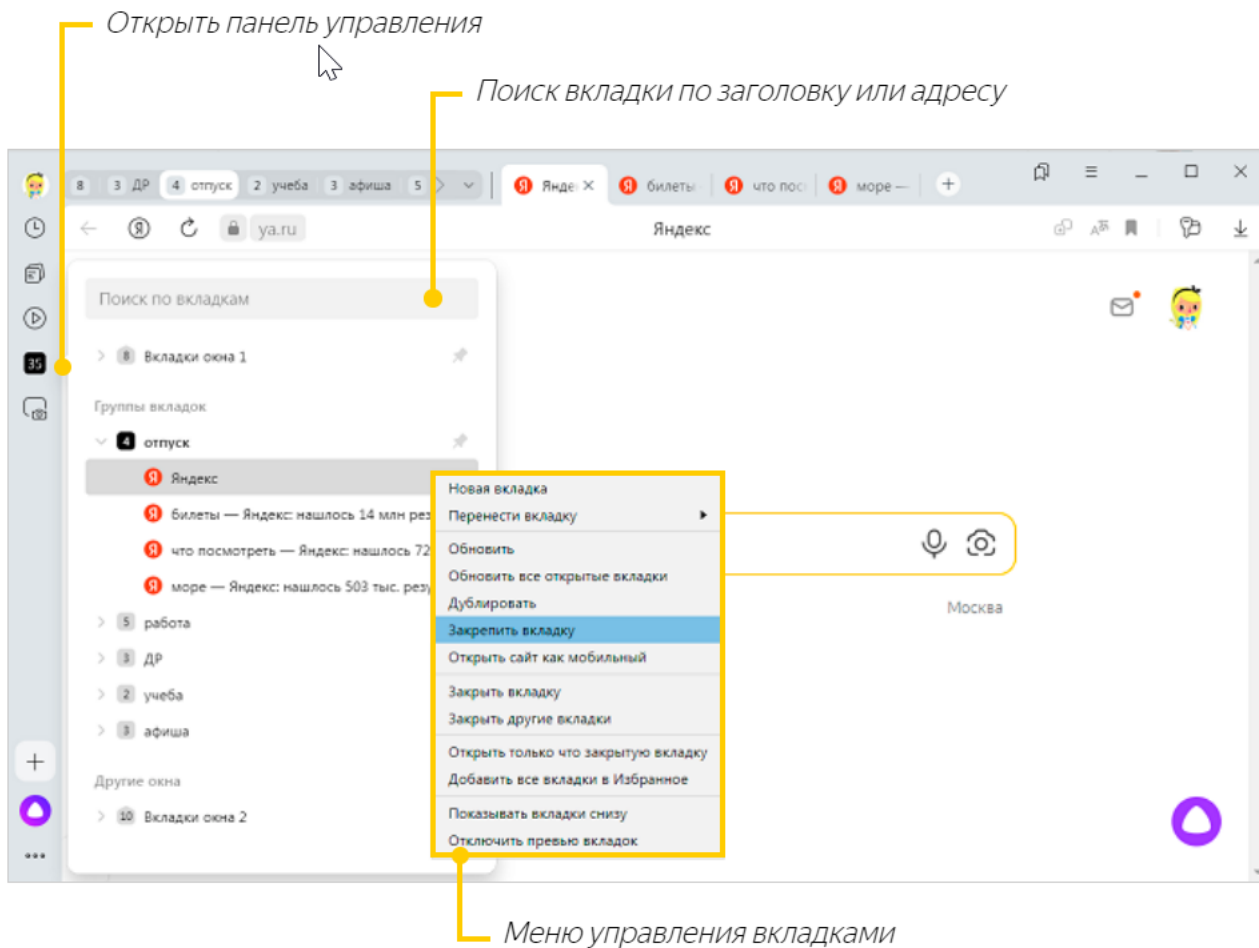 Открыть панель управления
Поиск вкладки по заголовку или адресу
8 3 ДР 4 отпуск 2 учеба 3 афиша 5 Яндекс билеты что пос море —
ya.ru Яндекс
Поиск по вкладкам
8 Вкладки окна 1
35
Группы вкладок
4 отпуск
Яндекс
билеты — Яндекс: нашлось 14 млн рез
что посмотреть — Яндекс: нашлось 72
море — Яндекс: нашлось 503 тыс. резу
5 работа
3 ДР
2 учеба
3 афиша
Другие окна
10 Вкладки окна 2
Новая вкладка
Перенести вкладку
Обновить
Обновить все открытые вкладки
Дублировать
Закрепить вкладку
Открыть сайт как мобильный
Закрыть вкладку
Закрыть другие вкладки
Открыть только что закрытую вкладку
Добавить все вкладки в Избранное
Показывать вкладки снизу
Отключить превью вкладок
Москва
Меню управления вкладками